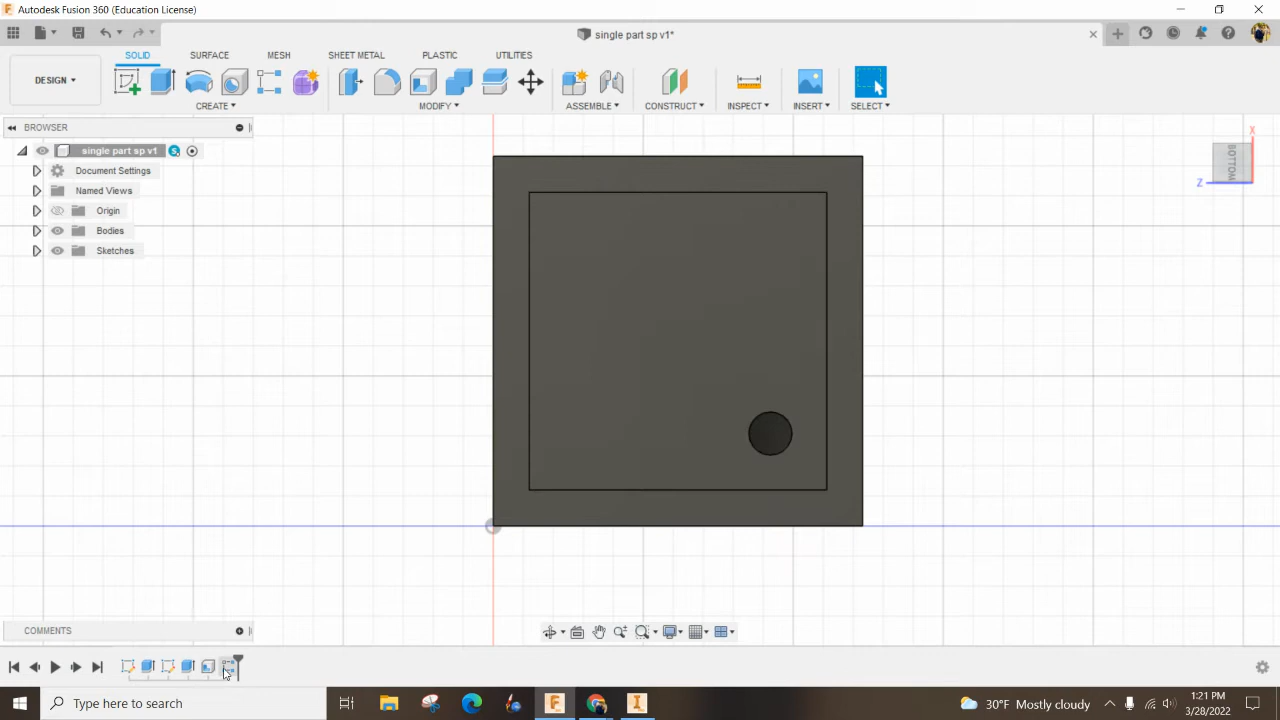 Autodesk Fusion 360 (Education License)
single part sp v1*
SOLID SURFACE MESH SHEET METAL PLASTIC UTILITIES
DESIGN
CREATE MODIFY ASSEMBLE CONSTRUCT INSPECT INSERT SELECT
BROWSER
single part sp v1
Document Settings
Named Views
Origin
Bodies
Sketches
X
BOTTOM
Z
COMMENTS
Type here to search
30°F Mostly cloudy
1:21 PM
3/28/2022